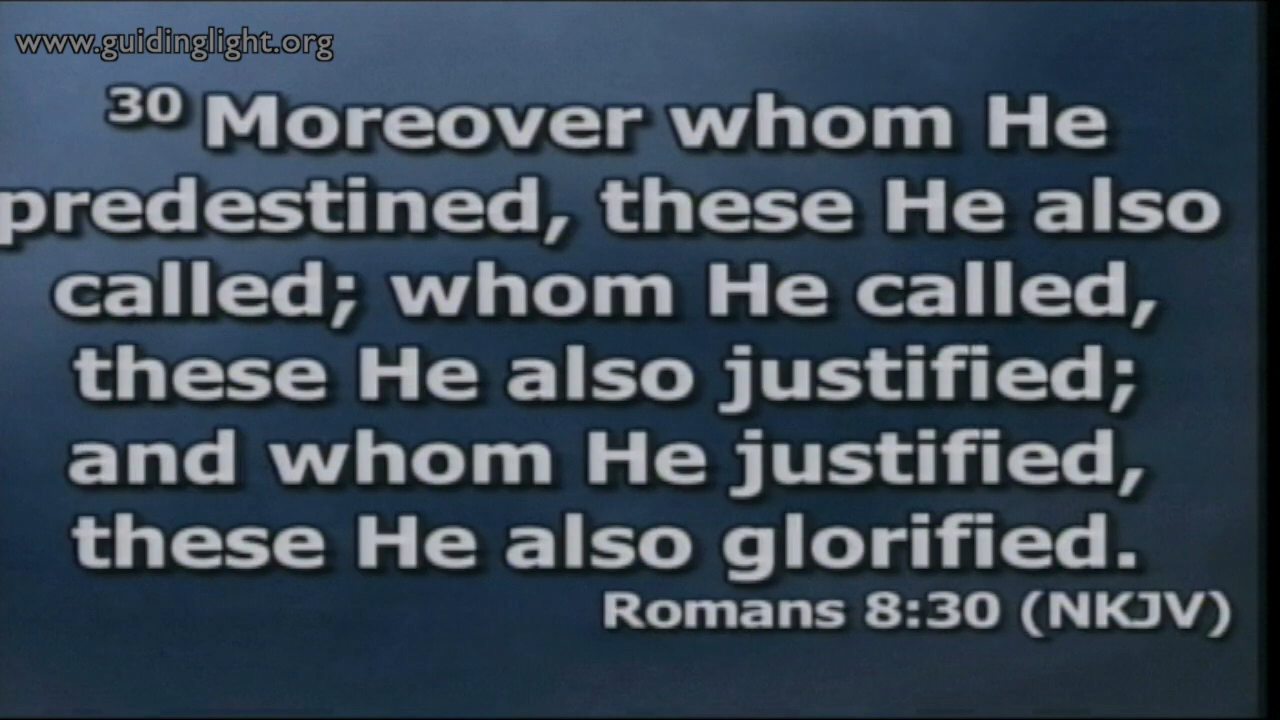 www.guidinglight.org
30 Moreover whom He
predestined, these He also
called; whom He called,
these He also justified;
and whom He justified,
these He also glorified.
Romans 8:30 (NKJV)